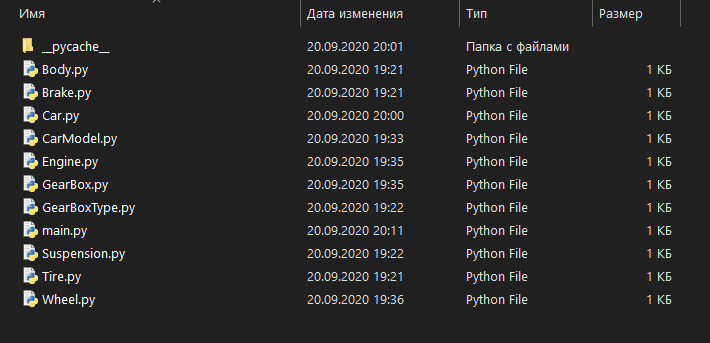 Имя Дата изменения Тип Размер
__pycache__ 20.09.2020 20:01 Папка с файлами
Body.py 20.09.2020 19:21 Python File 1 КБ
Brake.py 20.09.2020 19:21 Python File 1 КБ
Car.py 20.09.2020 20:00 Python File 1 КБ
CarModel.py 20.09.2020 19:33 Python File 1 КБ
Engine.py 20.09.2020 19:35 Python File 1 КБ
GearBox.py 20.09.2020 19:35 Python File 1 КБ
GearBoxType.py 20.09.2020 19:22 Python File 1 КБ
main.py 20.09.2020 20:11 Python File 1 КБ
Suspension.py 20.09.2020 19:22 Python File 1 КБ
Tire.py 20.09.2020 19:21 Python File 1 КБ
Wheel.py 20.09.2020 19:36 Python File 1 КБ